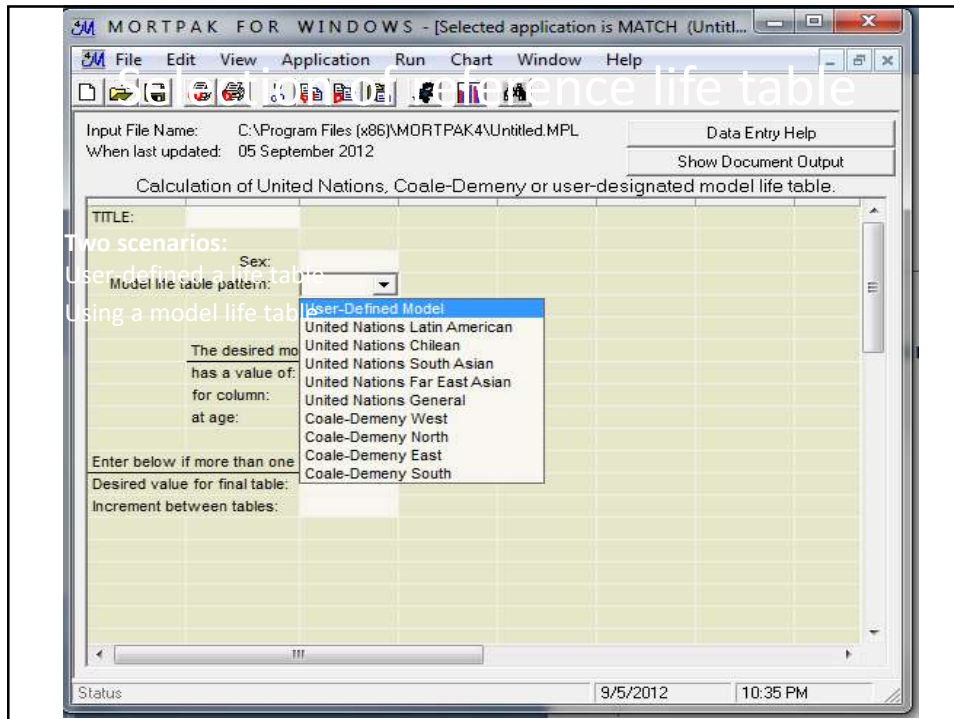 MORTPAK FOR WINDOWS - [Selected application is MATCH (Untitl...
File Edit View Application Run Chart Window Help
Selection of reference life table
Input File Name: C:\Program Files (x86)\MORTPAK4\Untitled.MPL
Data Entry Help
When last updated: 05 September 2012
Show Document Output
Calculation of United Nations, Coale-Demeny or user-designated model life table.
TITLE:
Two scenarios:
Sex:
User-defined a life table
Model life table pattern:
Using a model life table
User-Defined Model
United Nations Latin American
United Nations Chilean
United Nations South Asian
United Nations Far East Asian
United Nations General
Coale-Demeny West
Coale-Demeny North
Coale-Demeny East
Coale-Demeny South
The desired mo
has a value of:
for column:
at age:
Enter below if more than one
Desired value for final table:
Increment between tables:
Status
9/5/2012
10:35 PM